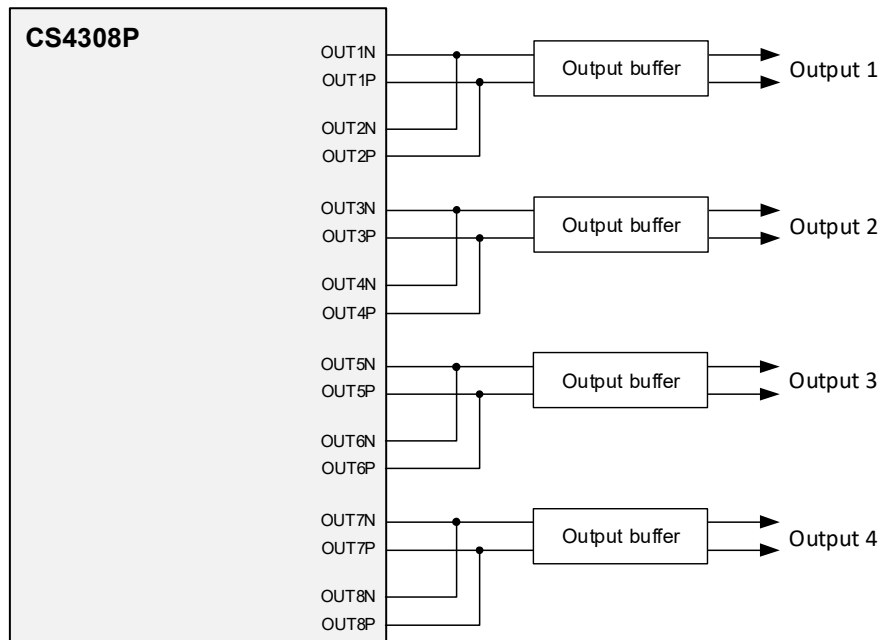 CS4308P
OUT1N
OUT1P
OUT2N
OUT2P
Output buffer
Output 1
OUT3N
OUT3P
OUT4N
OUT4P
Output buffer
Output 2
OUT5N
OUT5P
OUT6N
OUT6P
Output buffer
Output 3
OUT7N
OUT7P
OUT8N
OUT8P
Output buffer
Output 4